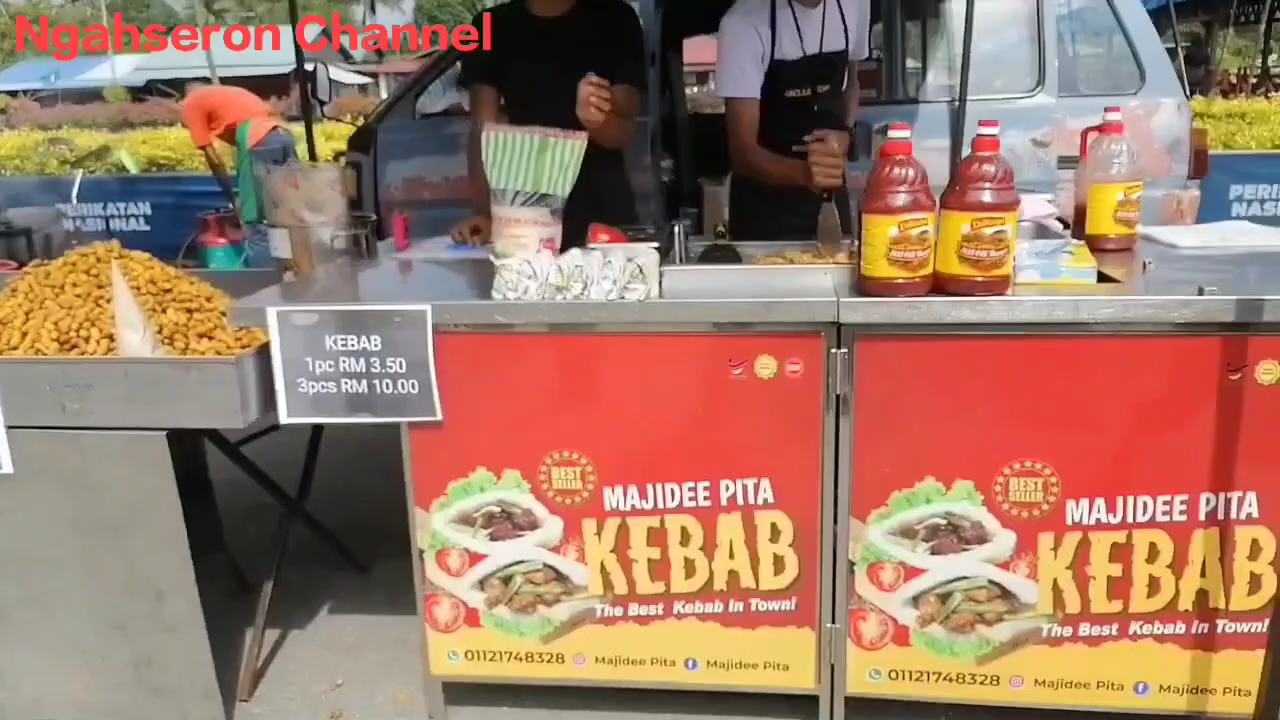 Ngahseron Channel
PERIKATAN
NASIONAL
PERIK
NAS
KEBAB
1pc RM 3.50
3pcs RM 10.00
BEST
SELLER
MAJIDEE PITA
KEBAB
The Best Kebab In Town!
01121748328 Majidee Pita Majidee Pita
BEST
SELLER
MAJIDEE PITA
KEBAB
The Best Kebab In Town!
01121748328 Majidee Pita Majidee Pita